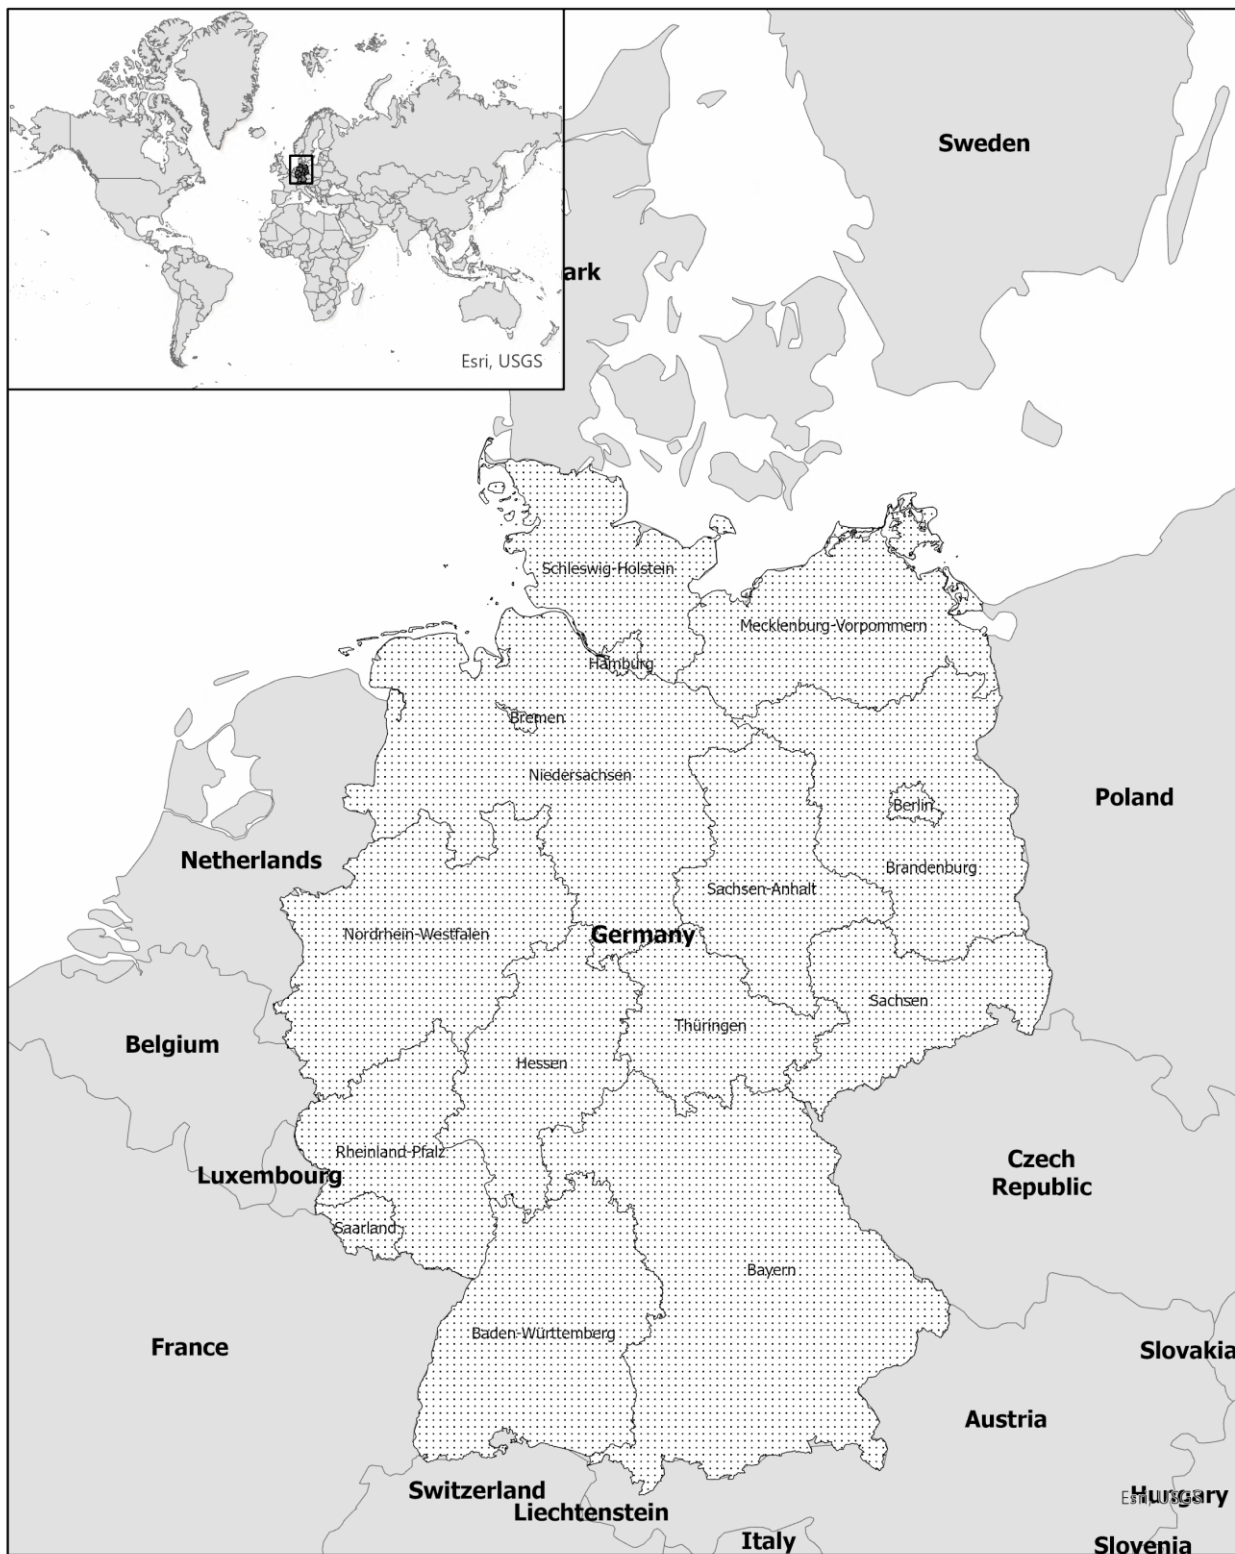 Sweden
ark
Esri, USGS
Schleswig-Holstein
Mecklenburg-Vorpommern
Hamburg
Bremen
Niedersachsen
Poland
Berlin
Netherlands
Brandenburg
Sachsen-Anhalt
Nordrhein-Westfalen
Germany
Sachsen
Thüringen
Belgium
Hessen
Rheinland-Pfalz
Czech
Republic
Luxembourg
Saarland
Bayern
Baden-Württemberg
France
Slovakia
Austria
Switzerland
Hungary
Esri, USGS
Liechtenstein
Italy
Slovenia